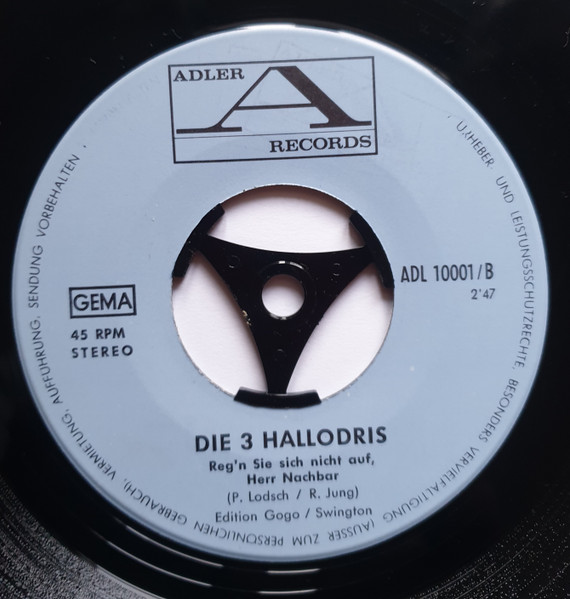 ADLER
A
RECORDS
URHEBER- UND LEISTUNGSSCHUTZRECHTE, BESONDERS VERVIELFÄLTIGUNG (AUSSER ZUM PERSÖNLICHEN GEBRAUCH), VERMIETUNG, AUFFÜHRUNG, SENDUNG VORBEHALTEN
GEMA
45 RPM
STEREO
ADL 10001/B
2'47
DIE 3 HALLODRIS
Reg'n Sie sich nicht auf,
Herr Nachbar
(P. Lodsch / R. Jung)
Edition Gogo / Swington